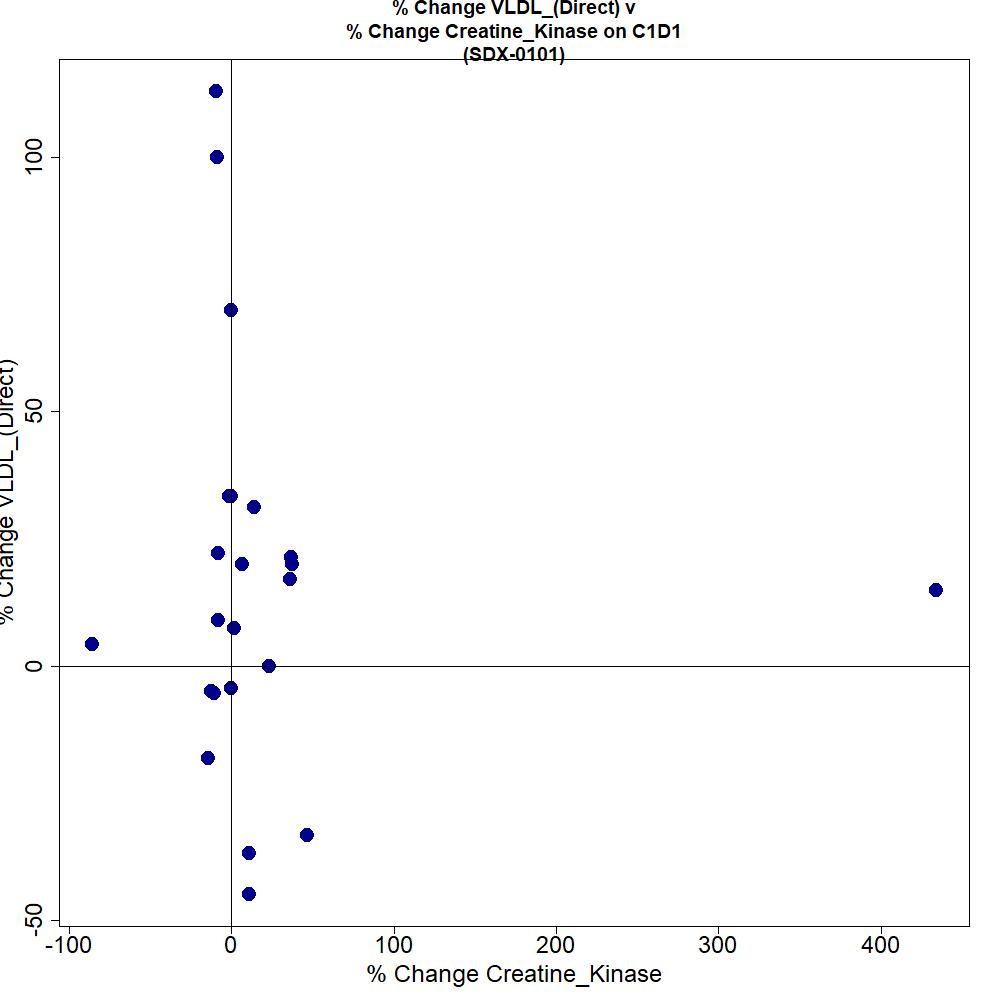 % Change VLDL_(Direct) v
% Change Creatine_Kinase on C1D1
(SDX-0101)
% Change VLDL_(Direct)
100
50
0
-50
-100 0 100 200 300 400
% Change Creatine_Kinase